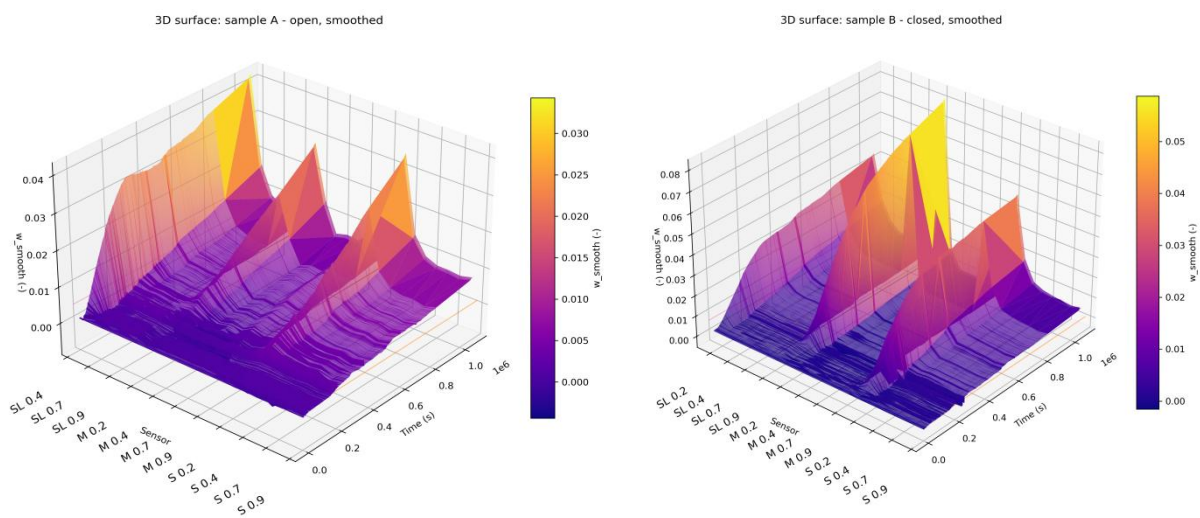 3D surface: sample A - open, smoothed
0.04
0.03
0.02
0.01
0.00
w_smooth (-)
SL 0.4
SL 0.7
SL 0.9
M 0.2
M 0.4
M 0.7
M 0.9
S 0.2
S 0.4
S 0.7
S 0.9
Sensor
0.0
0.2
0.4
0.6
0.8
1.0
1e6
Time (s)
0.030
0.025
0.020
0.015
0.010
0.005
0.000
w_smooth (-)
3D surface: sample B - closed, smoothed
0.08
0.07
0.06
0.05
0.04
0.03
0.02
0.01
0.00
w_smooth (-)
SL 0.2
SL 0.4
SL 0.7
SL 0.9
M 0.2
M 0.4
M 0.7
M 0.9
S 0.2
S 0.4
S 0.7
S 0.9
Sensor
0.0
0.2
0.4
0.6
0.8
1.0
1e6
Time (s)
0.05
0.04
0.03
0.02
0.01
0.00
w_smooth (-)